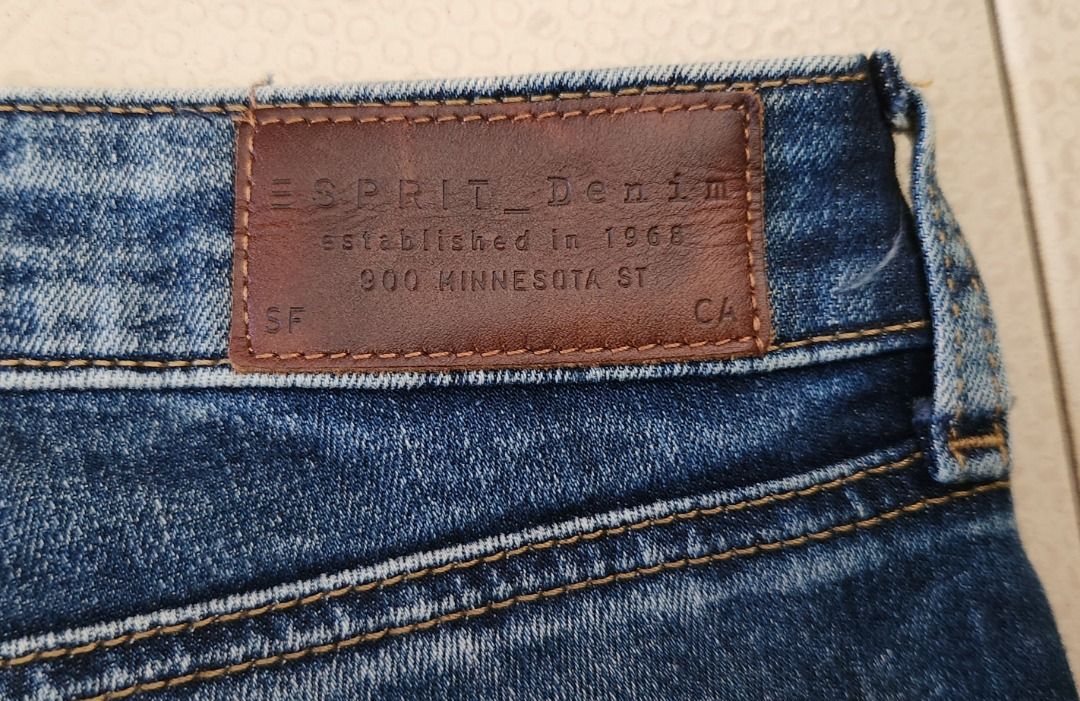 ESPRIT_Denim
established in 1968
900 MINNESOTA ST
SF CA